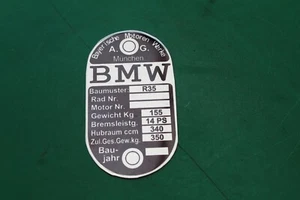 Bayerische Motoren Werke
A. G.
München
BMW
Baumuster: R35
Rad Nr.
Motor Nr.
Gewicht Kg 155
Bremsleistg. 14 PS
Hubraum ccm 340
Zul.Ges.Gew.kg 350
Bau-
jahr